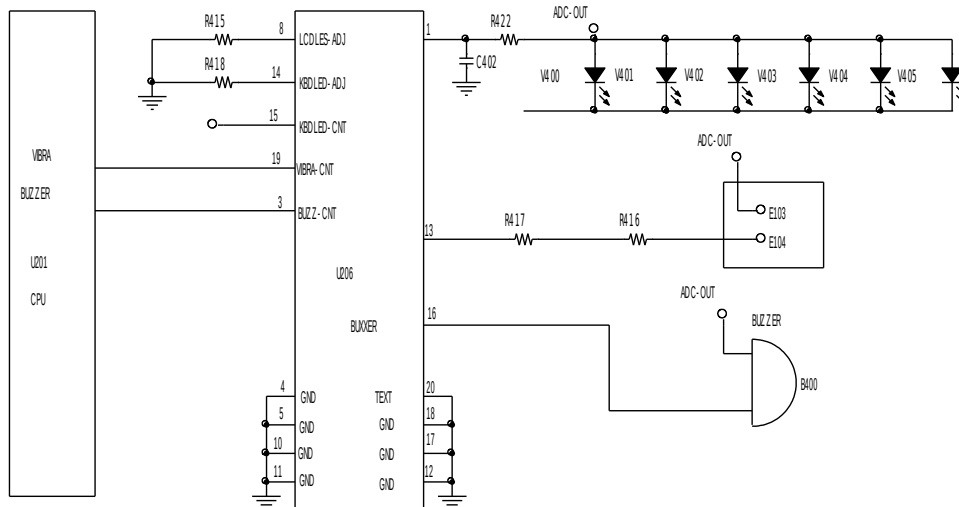 R415
8
LCDLES-ADJ
R418
14
KBDLED-ADJ
15
KBDLED-CNT
VIBRA
19
VIBRA-CNT
BUZZER
3
BUZZ-CNT
U201
CPU
U206
BUXXER
4
GND
5
GND
10
GND
11
GND
TEXT
20
GND
18
GND
17
GND
12
1
C402
R422
ADC-OUT
V400
V401
V402
V403
V404
V405
ADC-OUT
E103
E104
13
R417
R416
16
ADC-OUT
BUZZER
B400